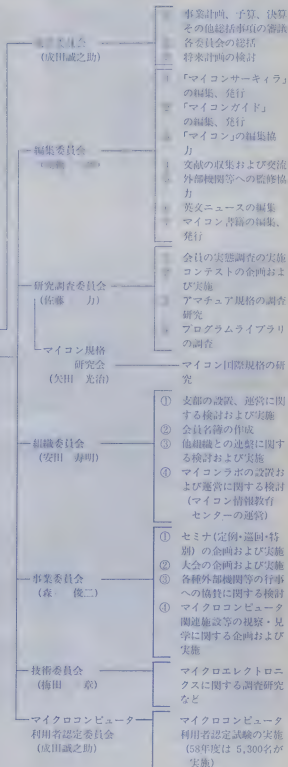 委員会
(成田誠之助)
事業計画、予算、決算
その他総括事項の審議
各委員会の総括
将来計画の検討
編集委員会
「マイコンサーキィラ」
の編集、発行
「マイコンガイド」
の編集、発行
「マイコン」の編集協
力
文献の収集および交流
外部機関等への監修協
力
英文ニュースの編集
マイコン書籍の編集、
発行
研究調査委員会
(佐藤 力)
会員の実態調査の実施
コンテストの企画およ
び実施
アマチュア規格の調査
研究
プログラムライブラリ
の調査
マイコン規格
研究会
(矢田 光治)
マイコン国際規格の研
究
組織委員会
(安田 寿明)
① 支部の設置、運営に関
する検討および実施
② 会員名簿の作成
③ 他組織との連盤に関す
る検討および実施
④ マイコンラボの設置お
よび運営に関する検討
(マイコン情報教育
センターの運営)
事業委員会
(森 俊二)
① セミナ(定例・巡回・特
別)の企画および実施
② 大会の企画および実施
③ 各種外部機関等の行事
への協賛に関する検討
④ マイクロコンピュータ
関連施設等の視察・見
学に関する企画および
実施
技術委員会
(梅田 章)
マイクロエレクトロニ
クスに関する調査研究
など
マイクロコンピュータ
利用者認定委員会
(成田誠之助)
マイクロコンピュータ
利用者認定試験の実施
(58年度は 5,300名が
実施)